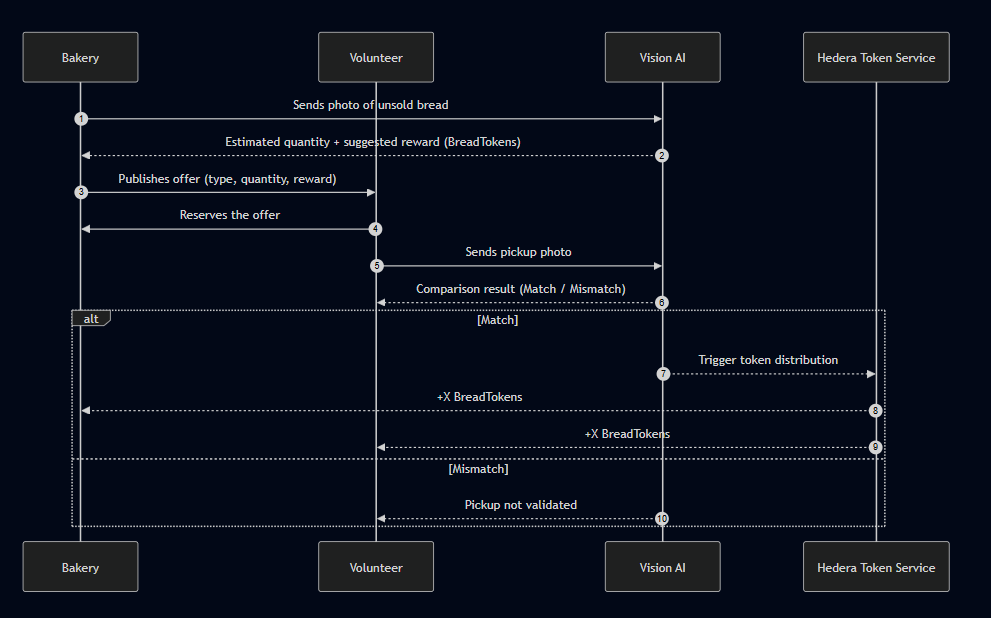 Bakery
Volunteer
Vision AI
Hedera Token Service
Sends photo of unsold bread
1
Estimated quantity + suggested reward (BreadTokens)
2
Publishes offer (type, quantity, reward)
3
Reserves the offer
4
Sends pickup photo
5
Comparison result (Match / Mismatch)
6
alt
[Match]
Trigger token distribution
7
+X BreadTokens
8
+X BreadTokens
9
[Mismatch]
Pickup not validated
10
Bakery
Volunteer
Vision AI
Hedera Token Service